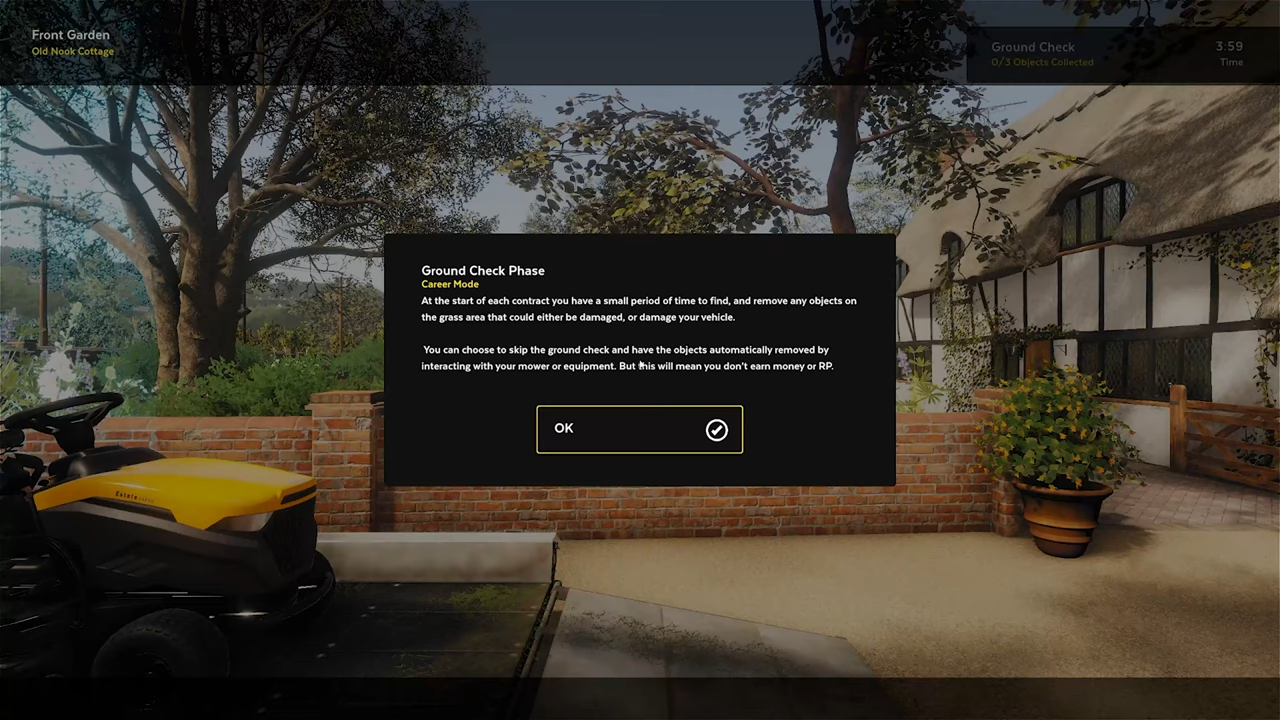 Front Garden
Old Nook Cottage
Ground Check
3:59
0/3 Objects Collected
Time
Ground Check Phase
Career Mode
At the start of each contract you have a small period of time to find, and remove any objects on
the grass area that could either be damaged, or damage your vehicle.
You can choose to skip the ground check and have the objects automatically removed by
interacting with your mower or equipment. But this will mean you don't earn money or RP.
OK
Estate